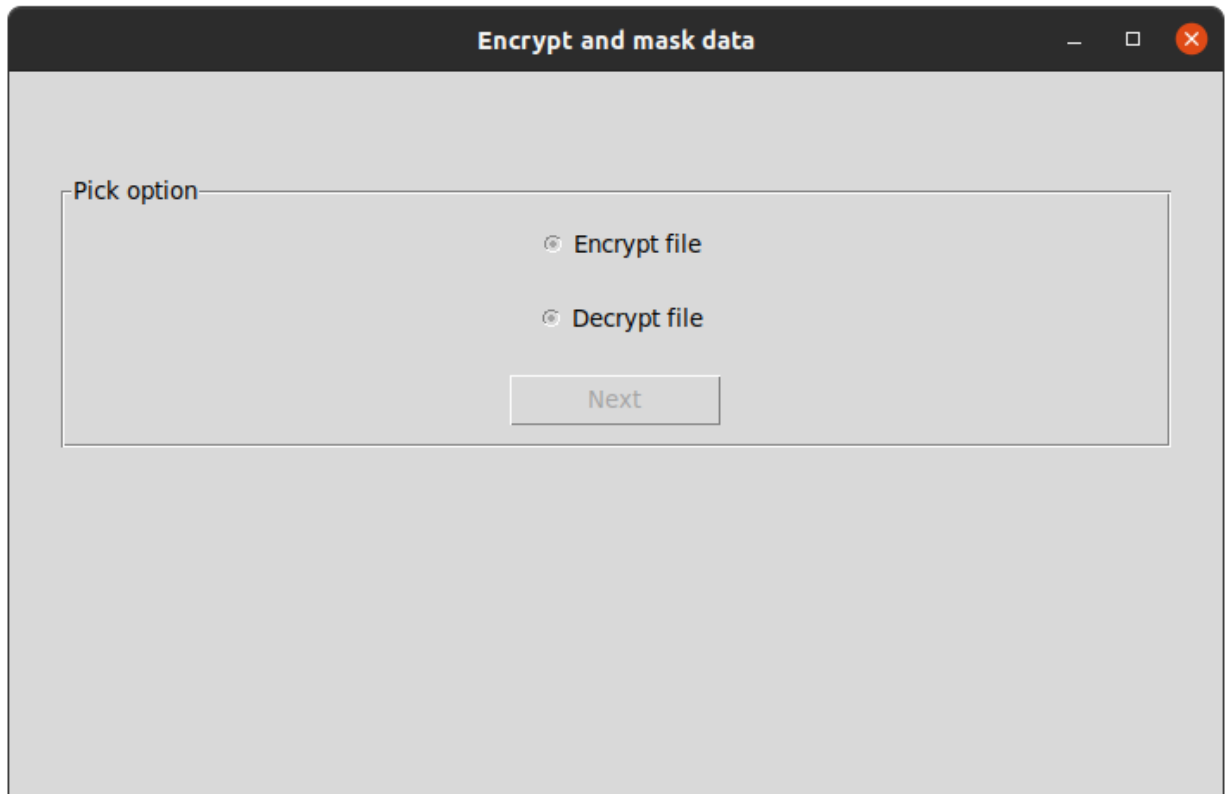 Encrypt and mask data
Pick option
Encrypt file
Decrypt file
Next